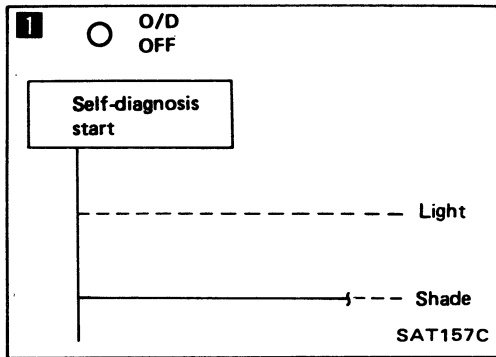 1
O/D
OFF
Self-diagnosis
start
Light
Shade
SAT157C